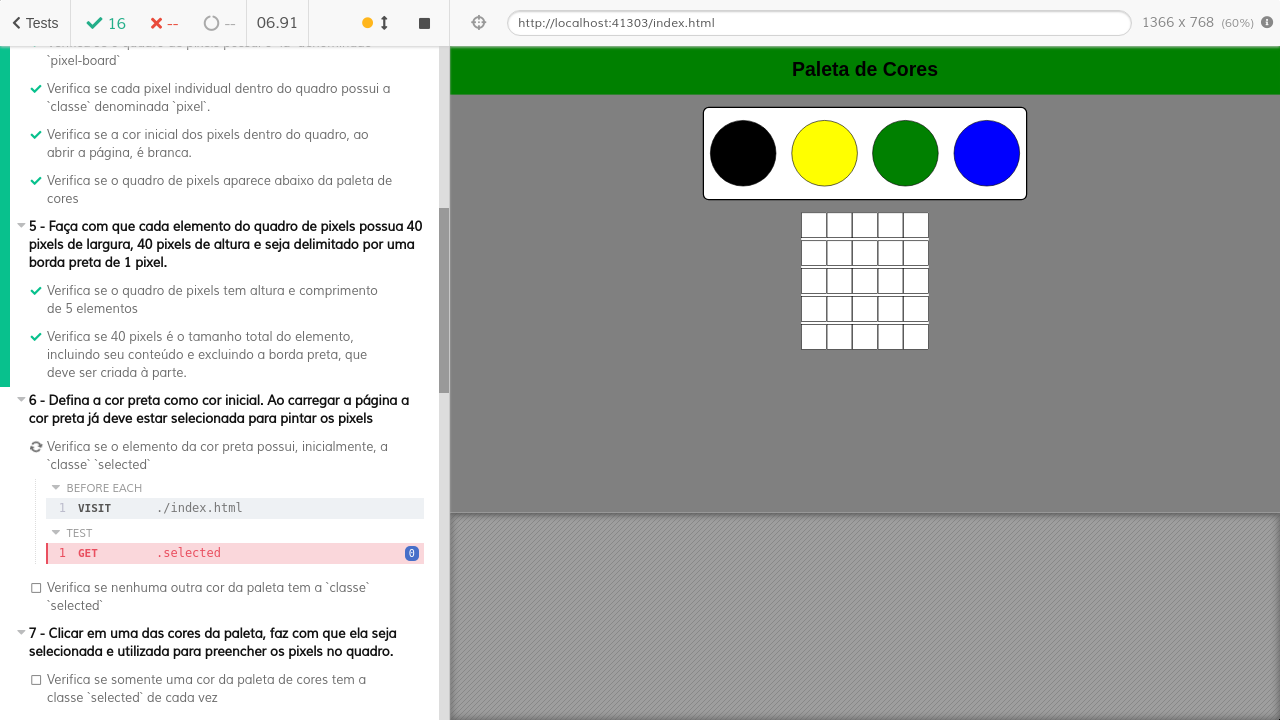 Tests
16
--
--
06.91
http://localhost:41303/index.html
1366 x 768 (60%)
`pixel-board`
Verifica se cada pixel individual dentro do quadro possui a
`classe` denominada `pixel`.
Verifica se a cor inicial dos pixels dentro do quadro, ao
abrir a página, é branca.
Verifica se o quadro de pixels aparece abaixo da paleta de
cores
5 - Faça com que cada elemento do quadro de pixels possua 40
pixels de largura, 40 pixels de altura e seja delimitado por uma
borda preta de 1 pixel.
Verifica se o quadro de pixels tem altura e comprimento
de 5 elementos
Verifica se 40 pixels é o tamanho total do elemento,
incluindo seu conteúdo e excluindo a borda preta, que
deve ser criada à parte.
6 - Defina a cor preta como cor inicial. Ao carregar a página a
cor preta já deve estar selecionada para pintar os pixels
Verifica se o elemento da cor preta possui, inicialmente, a
`classe` `selected`
BEFORE EACH
1 VISIT ./index.html
TEST
1 GET .selected 0
Verifica se nenhuma outra cor da paleta tem a `classe`
`selected`
7 - Clicar em uma das cores da paleta, faz com que ela seja
selecionada e utilizada para preencher os pixels no quadro.
Verifica se somente uma cor da paleta de cores tem a
classe `selected` de cada vez
Paleta de Cores